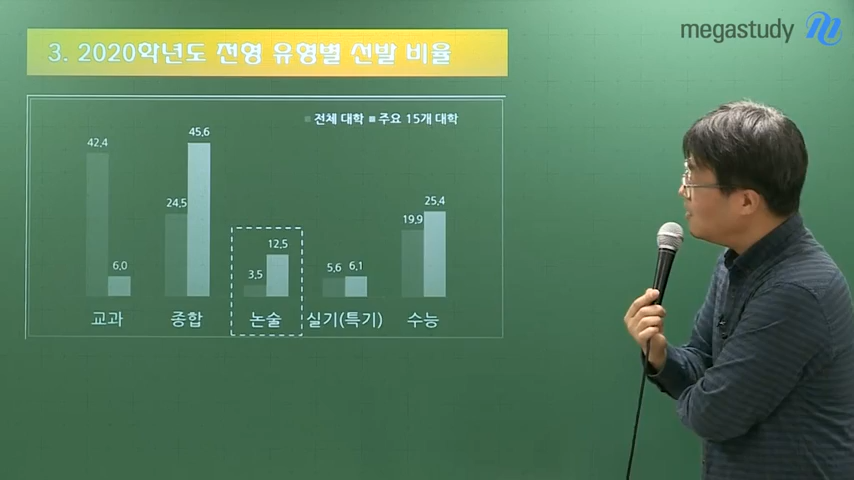 megastudy
3. 2020학년도 전형 유형별 선발 비율
전체 대학 주요 15개 대학
42.4 6.0 24.5 45.6 3.5 12.5 5.6 6.1 19.9 25.4
교과 종합 논술 실기(특기) 수능